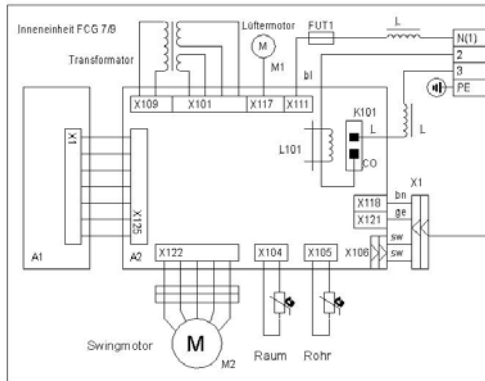 Inneneinheit FCG 7/9
Lüftermotor
FUT1
L
N(1)
2
3
PE
Transformator
M
M1
bl
X109
X101
X117
X111
K101
L
L
L101
CO
X1
X1
X118
bn
X121
ge
X125
X106
sw
sw
A1
A2
X122
X104
X105
Swingmotor
M
M2
Raum
Rohr